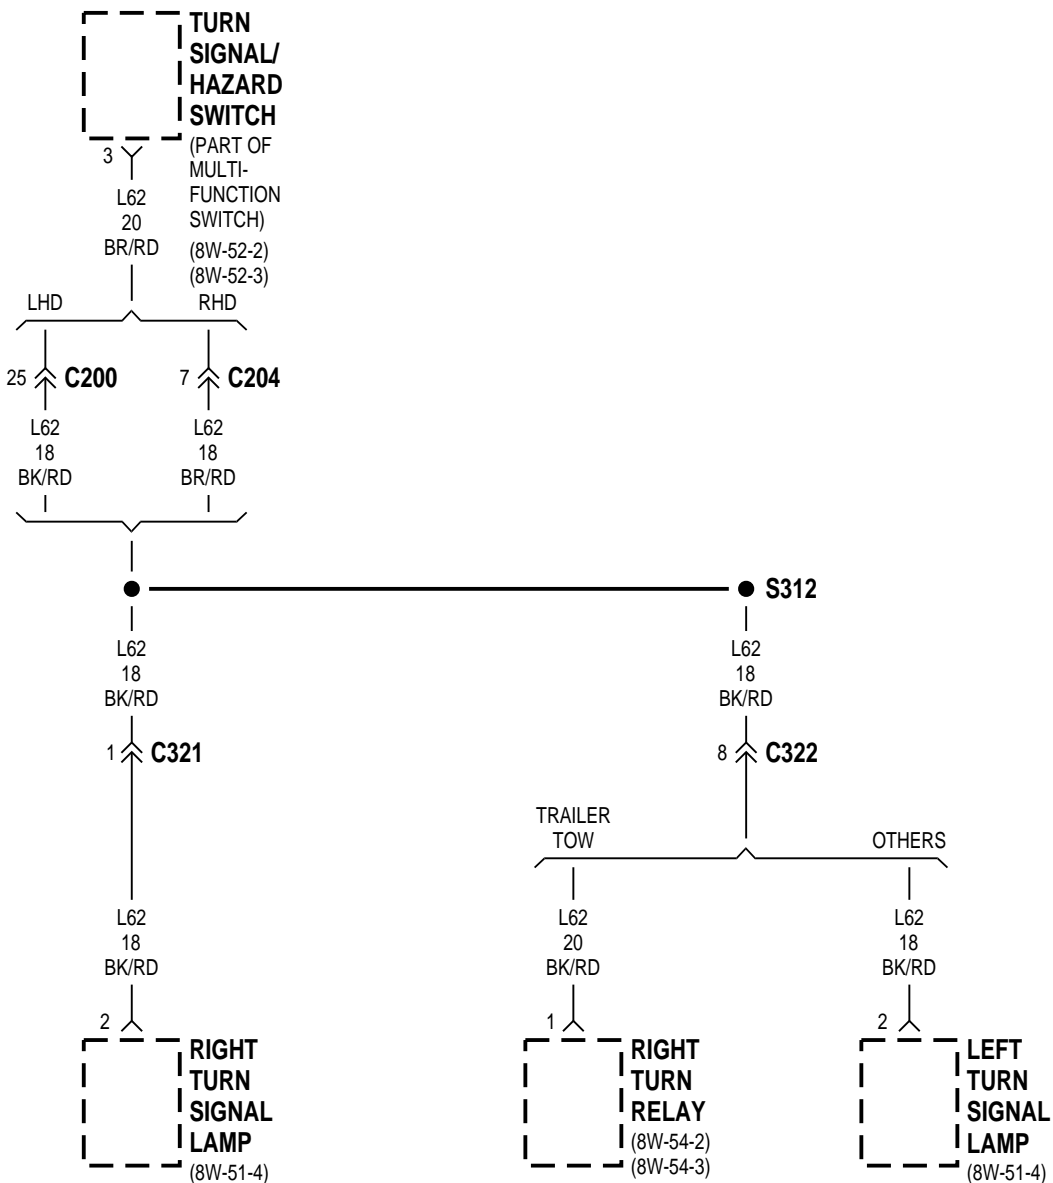 TURN
SIGNAL/
HAZARD
SWITCH
(PART OF
MULTI-
FUNCTION
SWITCH)
(8W-52-2)
(8W-52-3)
3
L62
20
BR/RD
LHD
RHD
25
C200
7
C204
L62
18
BK/RD
L62
18
BR/RD
S312
L62
18
BK/RD
L62
18
BK/RD
1
C321
8
C322
TRAILER
TOW
OTHERS
L62
18
BK/RD
L62
20
BK/RD
L62
18
BK/RD
2
1
2
RIGHT
TURN
SIGNAL
LAMP
(8W-51-4)
RIGHT
TURN
RELAY
(8W-54-2)
(8W-54-3)
LEFT
TURN
SIGNAL
LAMP
(8W-51-4)